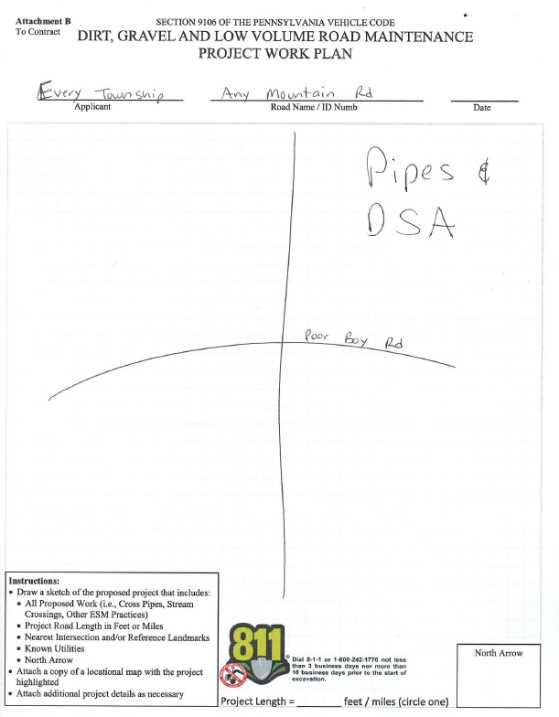 Attachment B
To Contract
SECTION 9106 OF THE PENNSYLVANIA VEHICLE CODE
DIRT, GRAVEL AND LOW VOLUME ROAD MAINTENANCE
PROJECT WORK PLAN
Every Township Any Mountain Rd
Applicant Road Name / ID Numb Date
Pipes &
DSA
Poor Boy Rd
Instructions:
• Draw a sketch of the proposed project that includes:
• All Proposed Work (i.e., Cross Pipes, Stream
Crossings, Other ESM Practices)
• Project Road Length in Feet or Miles
• Nearest Intersection and/or Reference Landmarks
• Known Utilities
• North Arrow
• Attach a copy of a locational map with the project
highlighted
• Attach additional project details as necessary
811
Dial 8-1-1 or 1-800-242-1776 not less
than 3 business days nor more than
10 business days prior to the start of
excavation.
Project Length = ________ feet / miles (circle one)
North Arrow